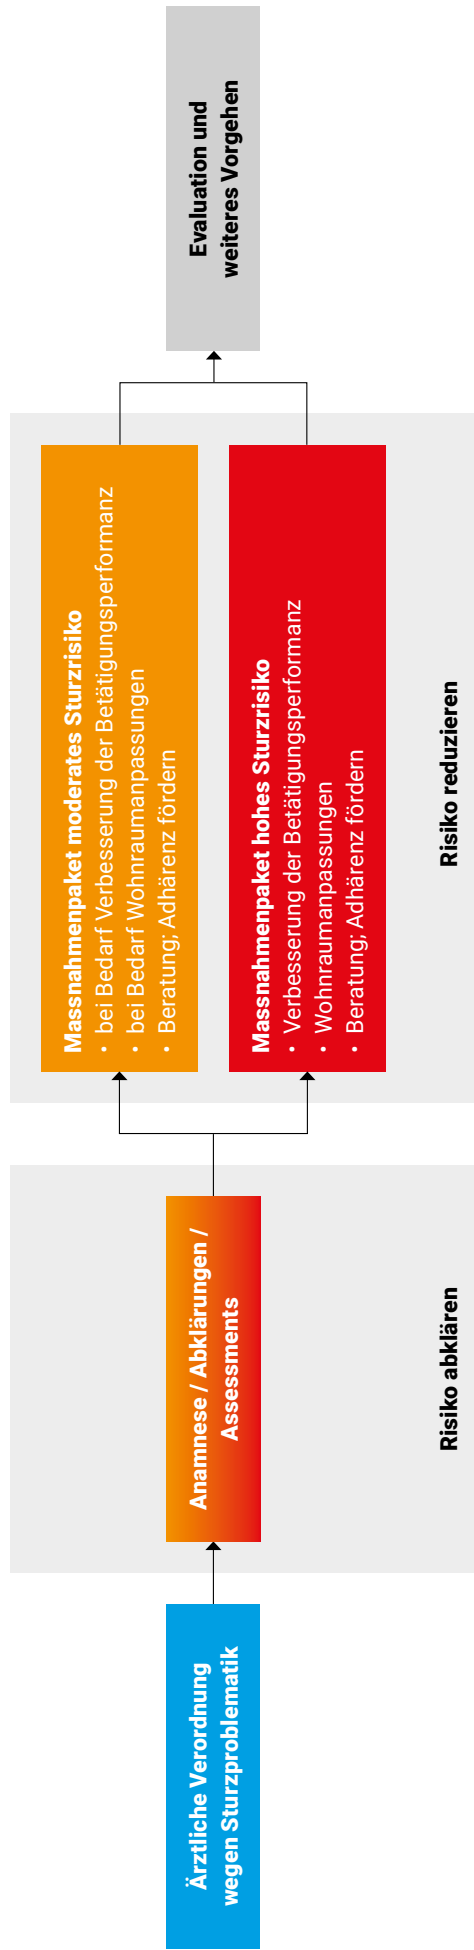 Ärztliche Verordnung
wegen Sturzproblematik
Anamnese / Abklärungen /
Assessments
Risiko abklären
Massnahmenpaket moderates Sturzrisiko
• bei Bedarf Verbesserung der Betätigungsperformanz
• bei Bedarf Wohnraumanpassungen
• Beratung; Adhärenz fördern
Massnahmenpaket hohes Sturzrisiko
• Verbesserung der Betätigungsperformanz
• Wohnraumanpassungen
• Beratung; Adhärenz fördern
Risiko reduzieren
Evaluation und
weiteres Vorgehen